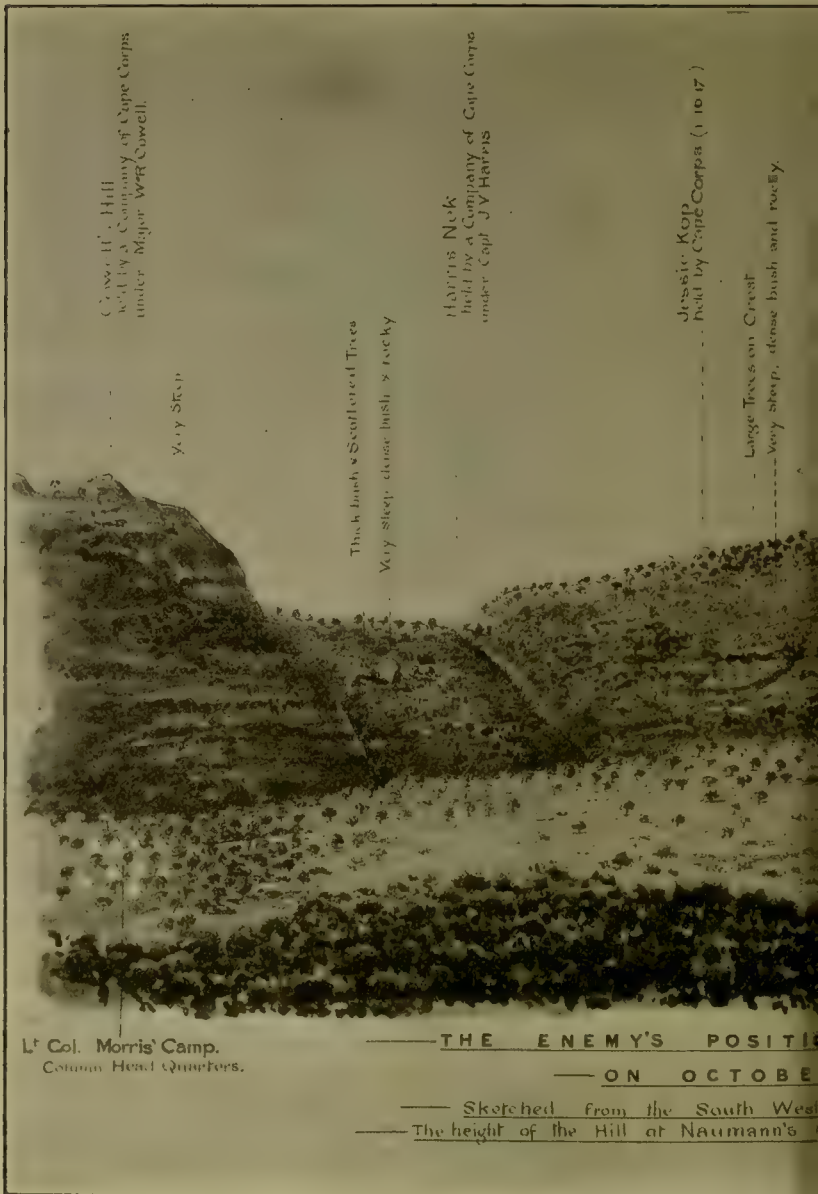 Cowell's Hill
held by a Company of Cape Corps
under Major W.R Cowell.
Very Steep
Thick bush & Scattered Trees
Very steep dense bush & rocky
Harris Nek
held by a Company of Cape Corps
under Capt J V Harris
Jessie Kop
held by Cape Corps (1 10 17)
Large Trees on Crest
Very steep, dense bush and rocky.
Lt Col. Morris' Camp.
Column Head Quarters.
THE ENEMY'S POSITI
ON OCTOBE
Sketched from the South West
The height of the Hill at Naumann's